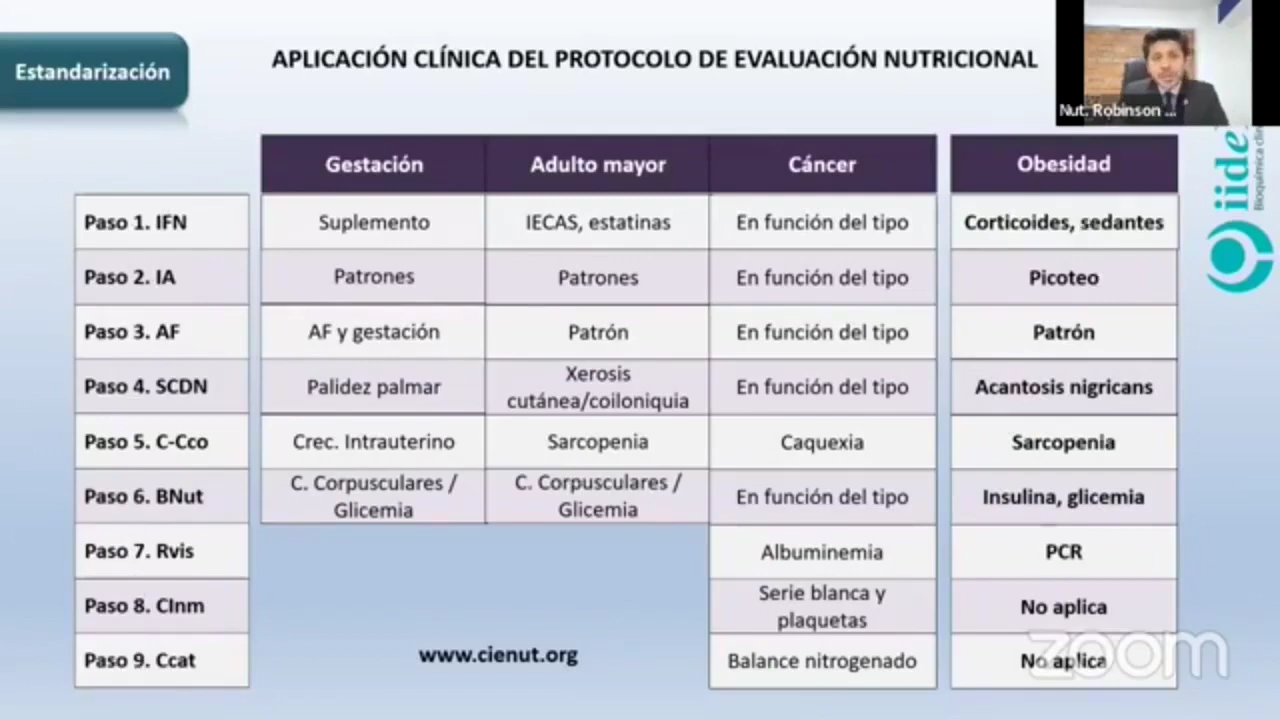 Estandarización
APLICACIÓN CLÍNICA DEL PROTOCOLO DE EVALUACIÓN NUTRICIONAL
Nut. Robinson ...
iide
Bioquímica clín
Gestación Adulto mayor Cáncer Obesidad
Paso 1. IFN Suplemento IECAS, estatinas En función del tipo Corticoides, sedantes
Paso 2. IA Patrones Patrones En función del tipo Picoteo
Paso 3. AF AF y gestación Patrón En función del tipo Patrón
Paso 4. SCDN Palidez palmar Xerosis cutánea/coiloniquia En función del tipo Acantosis nigricans
Paso 5. C-Cco Crec. Intrauterino Sarcopenia Caquexia Sarcopenia
Paso 6. BNut C. Corpusculares / Glicemia C. Corpusculares / Glicemia En función del tipo Insulina, glicemia
Paso 7. Rvis Albuminemia PCR
Paso 8. CInm Serie blanca y plaquetas No aplica
Paso 9. Ccat Balance nitrogenado No aplica
www.cienut.org
zoom